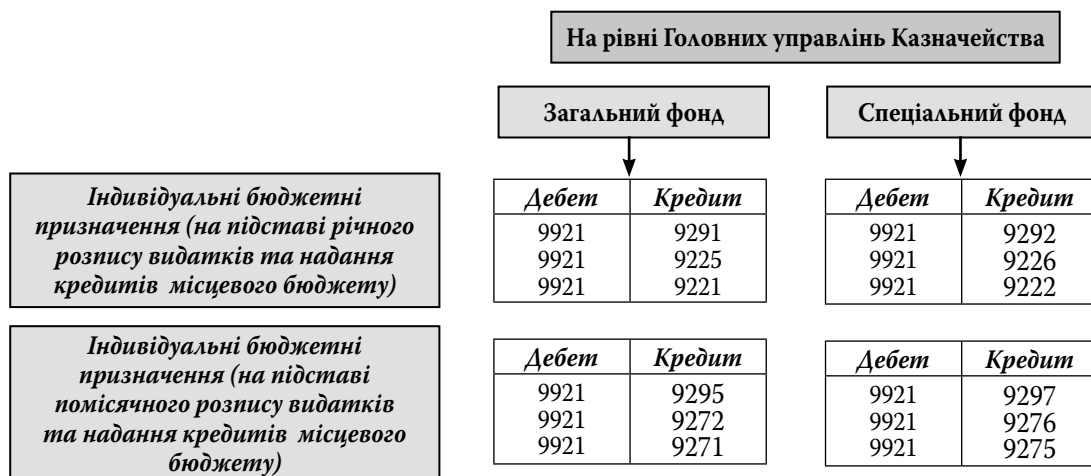 На рівні Головних управлінь Казначейства
Загальний фонд
Спеціальний фонд
Індивідуальні бюджетні
призначення (на підставі річного
розпису видатків та надання
кредитів місцевого бюджету)
Дебет Кредит
9921 9291
9921 9225
9921 9221
Дебет Кредит
9921 9292
9921 9226
9921 9222
Індивідуальні бюджетні
призначення (на підставі
помісячного розпису видатків
та надання кредитів місцевого
бюджету)
Дебет Кредит
9921 9295
9921 9272
9921 9271
Дебет Кредит
9921 9297
9921 9276
9921 9275